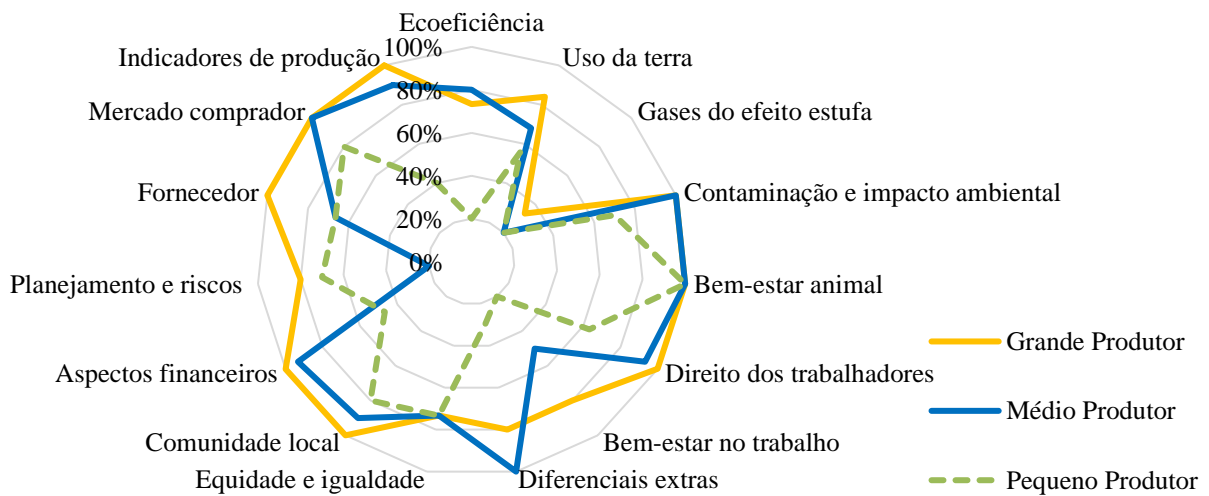 Ecoeficiência
Uso da terra
Gases do efeito estufa
Contaminação e impacto ambiental
Bem-estar animal
Direito dos trabalhadores
Bem-estar no trabalho
Diferenciais extras
Equidade e igualdade
Comunidade local
Aspectos financeiros
Planejamento e riscos
Fornecedor
Mercado comprador
Indicadores de produção
100%
80%
60%
40%
20%
0%
Grande Produtor
Médio Produtor
Pequeno Produtor